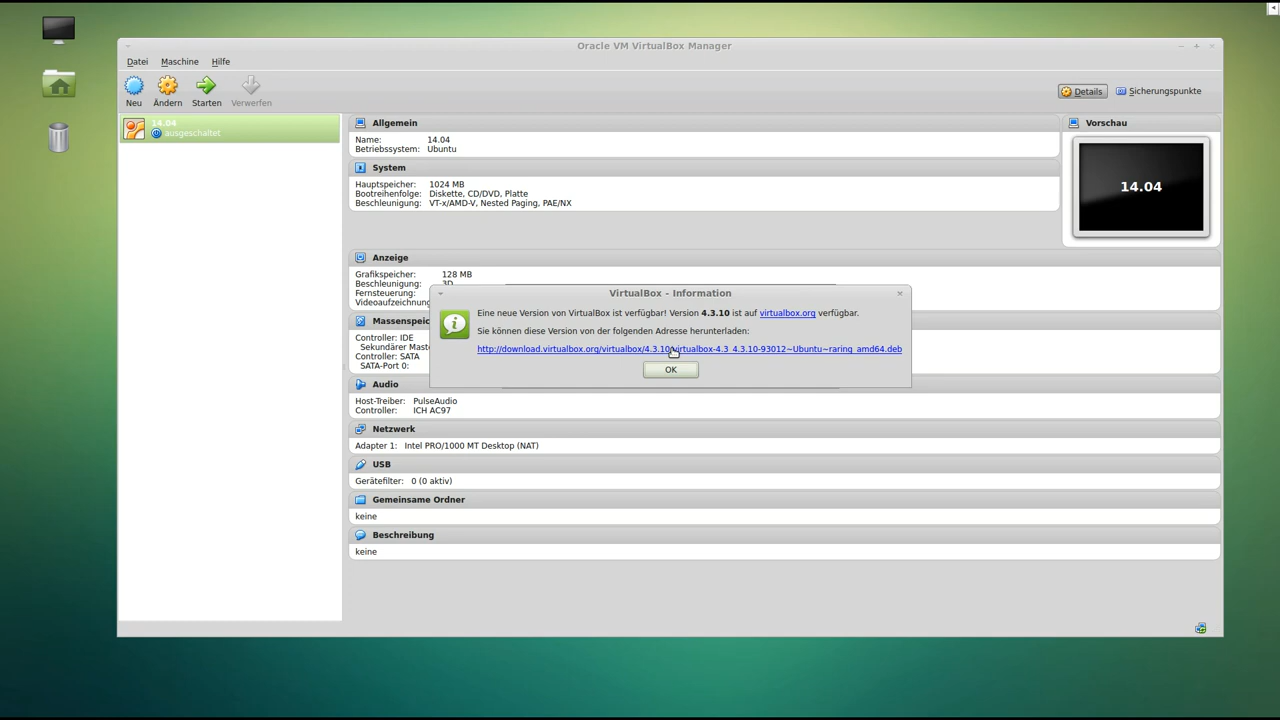 Oracle VM VirtualBox Manager
Datei Maschine Hilfe
Neu Ändern Starten Verwerfen
Details Sicherungspunkte
14.04
ausgeschaltet
Allgemein
Name: 14.04
Betriebssystem: Ubuntu
System
Hauptspeicher: 1024 MB
Bootreihenfolge: Diskette, CD/DVD, Platte
Beschleunigung: VT-x/AMD-V, Nested Paging, PAE/NX
Vorschau
14.04
Anzeige
Grafikspeicher: 128 MB
Beschleunigung: 3D
Fernsteuerung:
Videoaufzeichnung
Massenspeic
Controller: IDE
Sekundärer Mast
Controller: SATA
SATA-Port 0:
VirtualBox - Information
Eine neue Version von VirtualBox ist verfügbar! Version 4.3.10 ist auf virtualbox.org verfügbar.
Sie können diese Version von der folgenden Adresse herunterladen:
http://download.virtualbox.org/virtualbox/4.3.10/virtualbox-4.3_4.3.10-93012~Ubuntu~raring_amd64.deb
OK
Audio
Host-Treiber: PulseAudio
Controller: ICH AC97
Netzwerk
Adapter 1: Intel PRO/1000 MT Desktop (NAT)
USB
Gerätefilter: 0 (0 aktiv)
Gemeinsame Ordner
keine
Beschreibung
keine